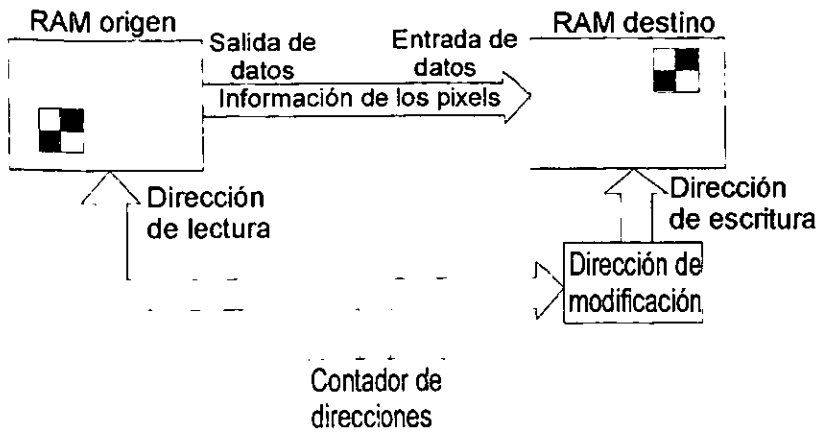 RAM origen
RAM destino
Salida de
datos
Entrada de
datos
Información de los pixels
Dirección
de lectura
Dirección
de escritura
Dirección de
modificación
Contador de
direcciones